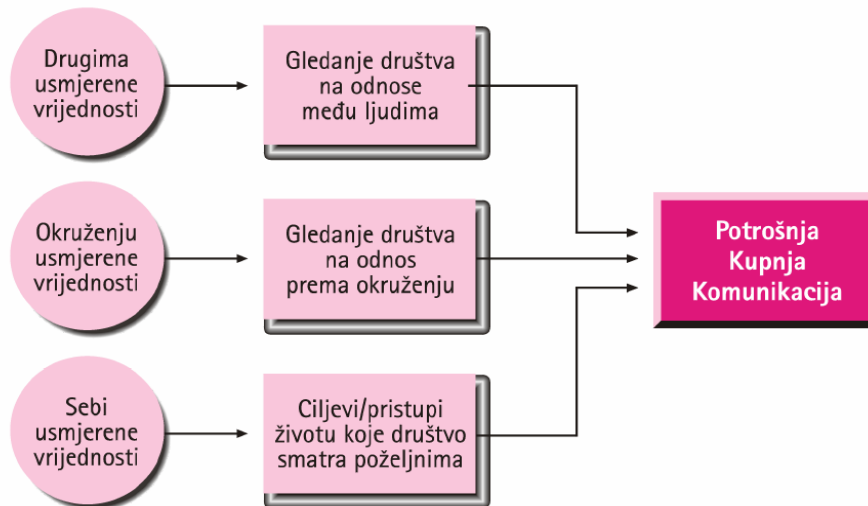 Drugima
usmjerene
vrijednosti
Gledanje društva
na odnose
među ljudima
Okruženju
usmjerene
vrijednosti
Gledanje društva
na odnos
prema okruženju
Potrošnja
Kupnja
Komunikacija
Sebi
usmjerene
vrijednosti
Ciljevi/pristupi
životu koje društvo
smatra poželjnima